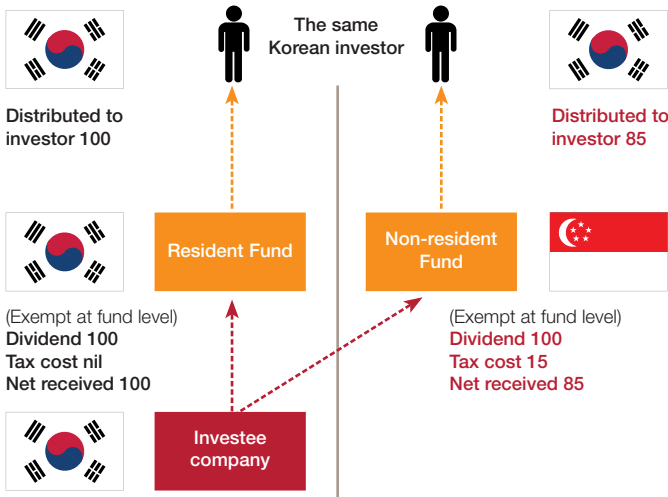 The same
Korean investor
Distributed to
investor 100
Distributed to
investor 85
Resident Fund
Non-resident
Fund
(Exempt at fund level)
Dividend 100
Tax cost nil
Net received 100
(Exempt at fund level)
Dividend 100
Tax cost 15
Net received 85
Investee
company